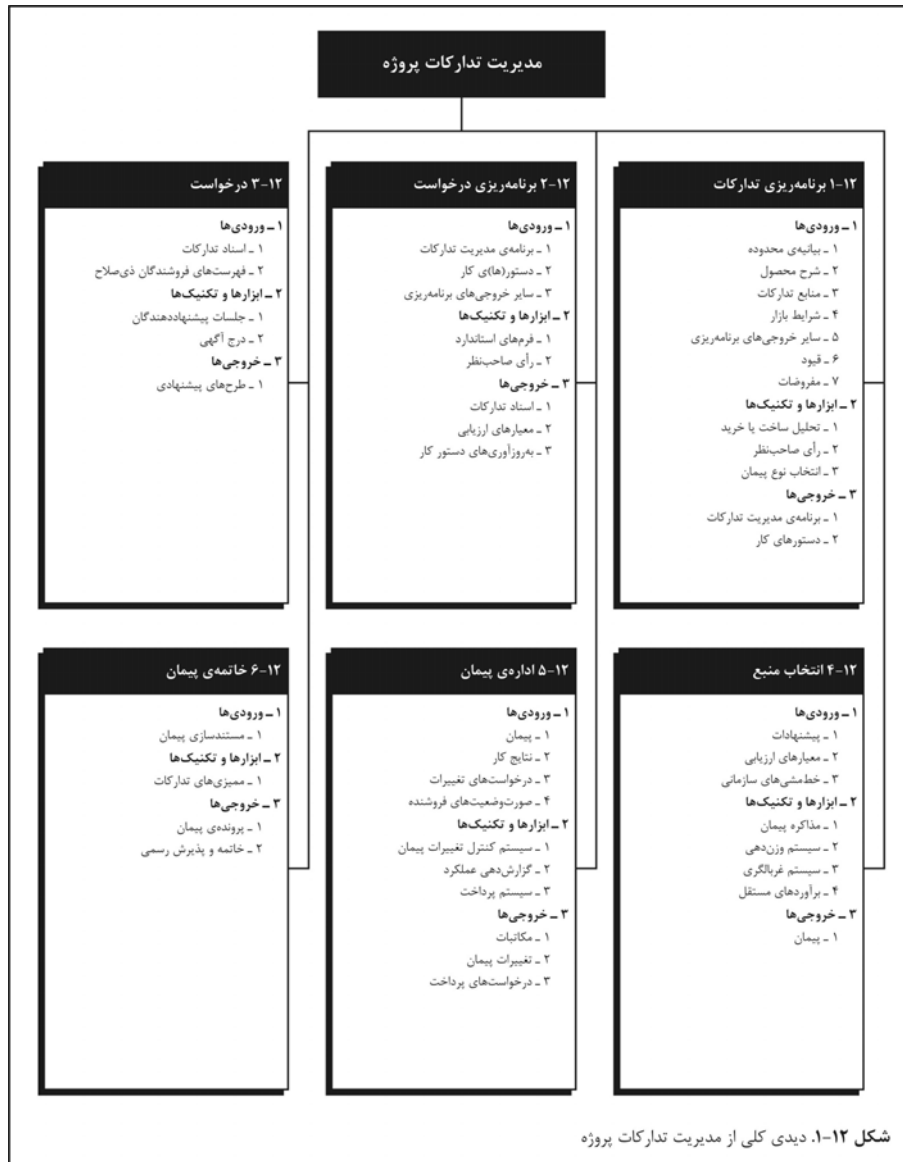 مدیریت تدارکات پروژه
۱۲-۱ برنامه‌ریزی تدارکات
۱ ـ ورودی‌ها
۱ ـ بیانیه‌ی محدوده
۲ ـ شرح محصول
۳ ـ منابع تدارکات
۴ ـ شرایط بازار
۵ ـ سایر خروجی‌های برنامه‌ریزی
۶ ـ قیود
۷ ـ مفروضات
۲ ـ ابزارها و تکنیک‌ها
۱ ـ تحلیل ساخت یا خرید
۲ ـ رأی صاحب‌نظر
۳ ـ انتخاب نوع پیمان
۳ ـ خروجی‌ها
۱ ـ برنامه‌ی مدیریت تدارکات
۲ ـ دستورهای کار
۱۲-۲ برنامه‌ریزی درخواست
۱ ـ ورودی‌ها
۱ ـ برنامه‌ی مدیریت تدارکات
۲ ـ دستور(ها)ی کار
۳ ـ سایر خروجی‌های برنامه‌ریزی
۲ ـ ابزارها و تکنیک‌ها
۱ ـ فرم‌های استاندارد
۲ ـ رأی صاحب‌نظر
۳ ـ خروجی‌ها
۱ ـ اسناد تدارکات
۲ ـ معیارهای ارزیابی
۳ ـ به‌روزآوری‌های دستور کار
۱۲-۳ درخواست
۱ ـ ورودی‌ها
۱ ـ اسناد تدارکات
۲ ـ فهرست‌های فروشندگان ذی‌صلاح
۲ ـ ابزارها و تکنیک‌ها
۱ ـ جلسات پیشنهاددهندگان
۲ ـ درج آگهی
۳ ـ خروجی‌ها
۱ ـ طرح‌های پیشنهادی
۱۲-۴ انتخاب منبع
۱ ـ ورودی‌ها
۱ ـ پیشنهادات
۲ ـ معیارهای ارزیابی
۳ ـ خط‌مشی‌های سازمانی
۲ ـ ابزارها و تکنیک‌ها
۱ ـ مذاکره پیمان
۲ ـ سیستم وزن‌دهی
۳ ـ سیستم غربالگری
۴ ـ برآوردهای مستقل
۳ ـ خروجی‌ها
۱ ـ پیمان
۱۲-۵ اداره‌ی پیمان
۱ ـ ورودی‌ها
۱ ـ پیمان
۲ ـ نتایج کار
۳ ـ درخواست‌های تغییرات
۴ ـ صورت‌وضعیت‌های فروشنده
۲ ـ ابزارها و تکنیک‌ها
۱ ـ سیستم کنترل تغییرات پیمان
۲ ـ گزارش‌دهی عملکرد
۳ ـ سیستم پرداخت
۳ ـ خروجی‌ها
۱ ـ مکاتبات
۲ ـ تغییرات پیمان
۳ ـ درخواست‌های پرداخت
۱۲-۶ خاتمه‌ی پیمان
۱ ـ ورودی‌ها
۱ ـ مستندسازی پیمان
۲ ـ ابزارها و تکنیک‌ها
۱ ـ ممیزی‌های تدارکات
۳ ـ خروجی‌ها
۱ ـ پرونده‌ی پیمان
۲ ـ خاتمه و پذیرش رسمی
شکل ۱۲-۱. دیدی کلی از مدیریت تدارکات پروژه